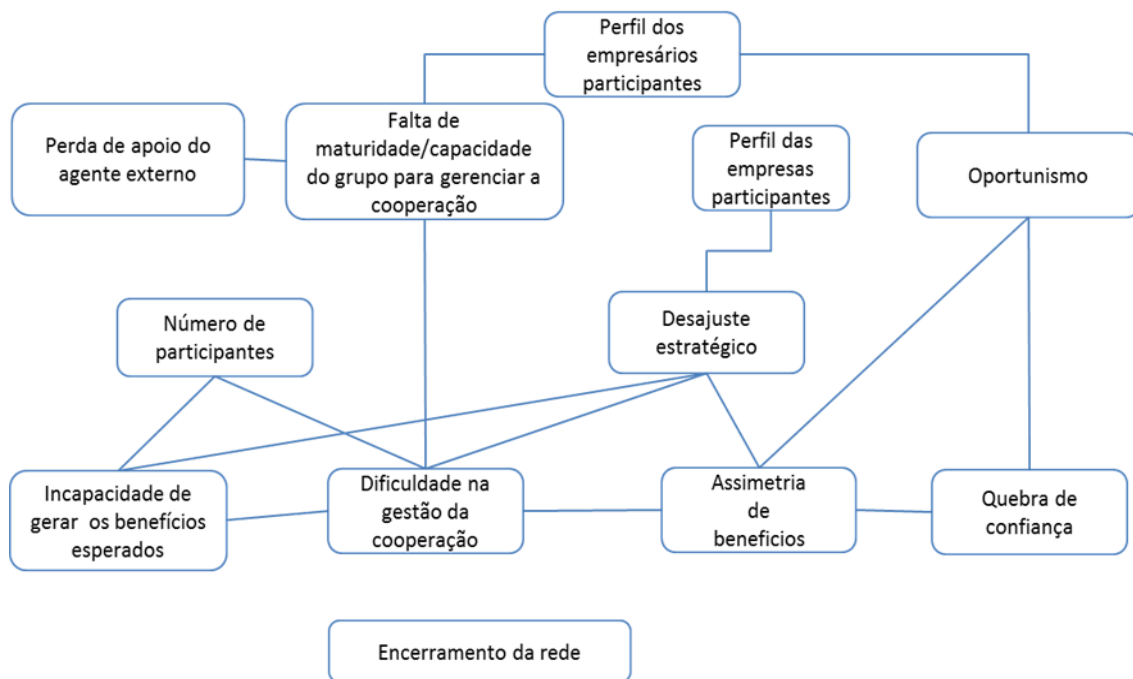 Perfil dos
empresários
participantes
Perda de apoio do
agente externo
Falta de
maturidade/capacidade
do grupo para gerenciar a
cooperação
Perfil das
empresas
participantes
Oportunismo
Número de
participantes
Desajuste
estratégico
Incapacidade de
gerar os benefícios
esperados
Dificuldade na
gestão da
cooperação
Assimetria
de
beneficios
Quebra de
confiança
Encerramento da rede